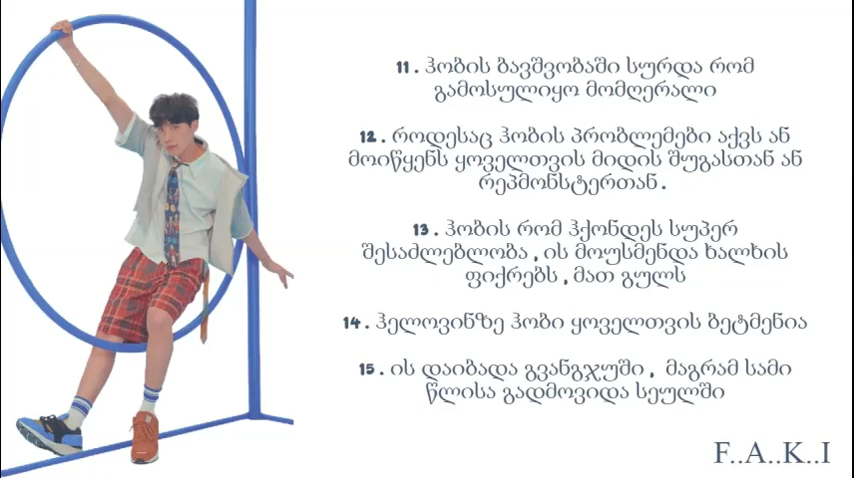 11. ჰობის ბავშვობაში სურდა რომ
გამოსულიყო მომღერალი
12. როდესაც ჰობის პრობლემები აქვს ან
მოიწყენს ყოველთვის მიდის შუგასთან ან
რეპმონსტერთან.
13. ჰობის რომ ჰქონდეს სუპერ
შესაძლებლობა, ის მოუსმენდა ხალხის
ფიქრებს, მათ გულს
14. ჰელოვინზე ჰობი ყოველთვის ბეტმენია
15. ის დაიბადა გვანგჯუში, მაგრამ სამი
წლისა გადმოვიდა სეულში
F..A..K..I